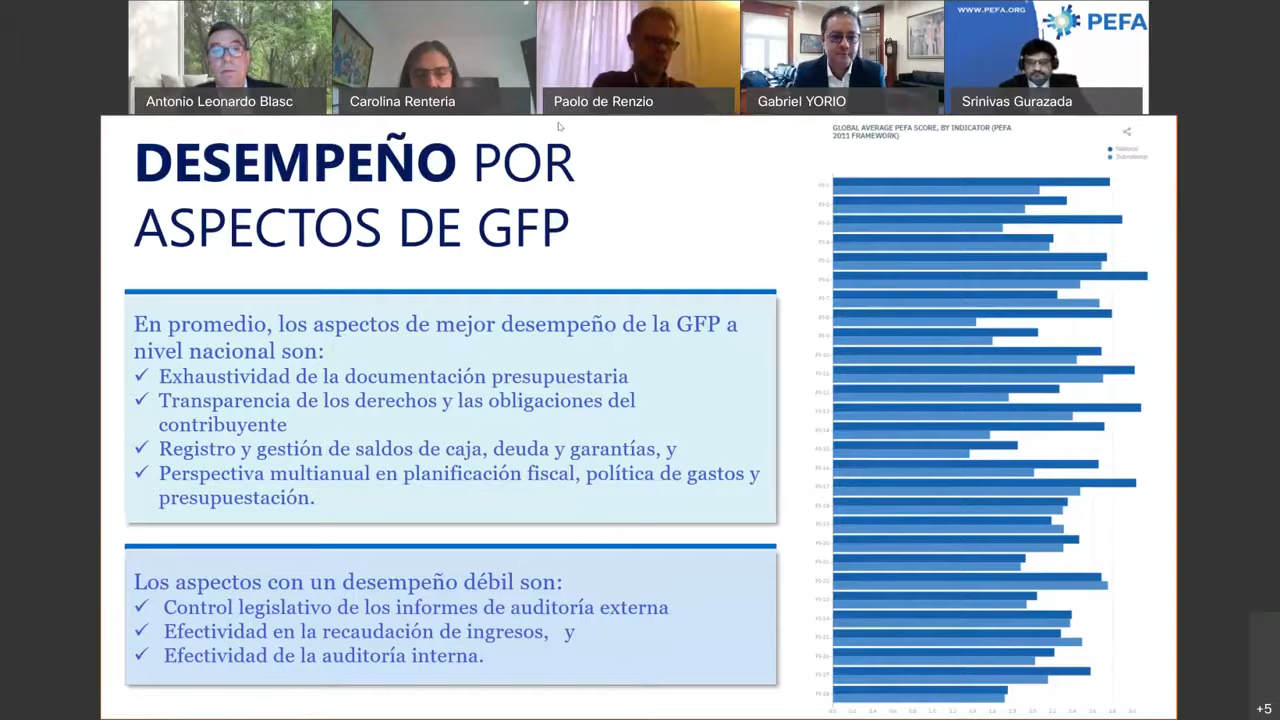 WWW.PEFA.ORG
PEFA
Antonio Leonardo Blasc
Carolina Renteria
Paolo de Renzio
Gabriel YORIO
Srinivas Gurazada
DESEMPEÑO POR
ASPECTOS DE GFP
En promedio, los aspectos de mejor desempeño de la GFP a
nivel nacional son:
✓ Exhaustividad de la documentación presupuestaria
✓ Transparencia de los derechos y las obligaciones del
contribuyente
✓ Registro y gestión de saldos de caja, deuda y garantías, y
✓ Perspectiva multianual en planificación fiscal, política de gastos y
presupuestación.
Los aspectos con un desempeño débil son:
✓ Control legislativo de los informes de auditoría externa
✓ Efectividad en la recaudación de ingresos, y
✓ Efectividad de la auditoría interna.
GLOBAL AVERAGE PEFA SCORE, BY INDICATOR (PEFA
2011 FRAMEWORK)
National
Subnational
+5